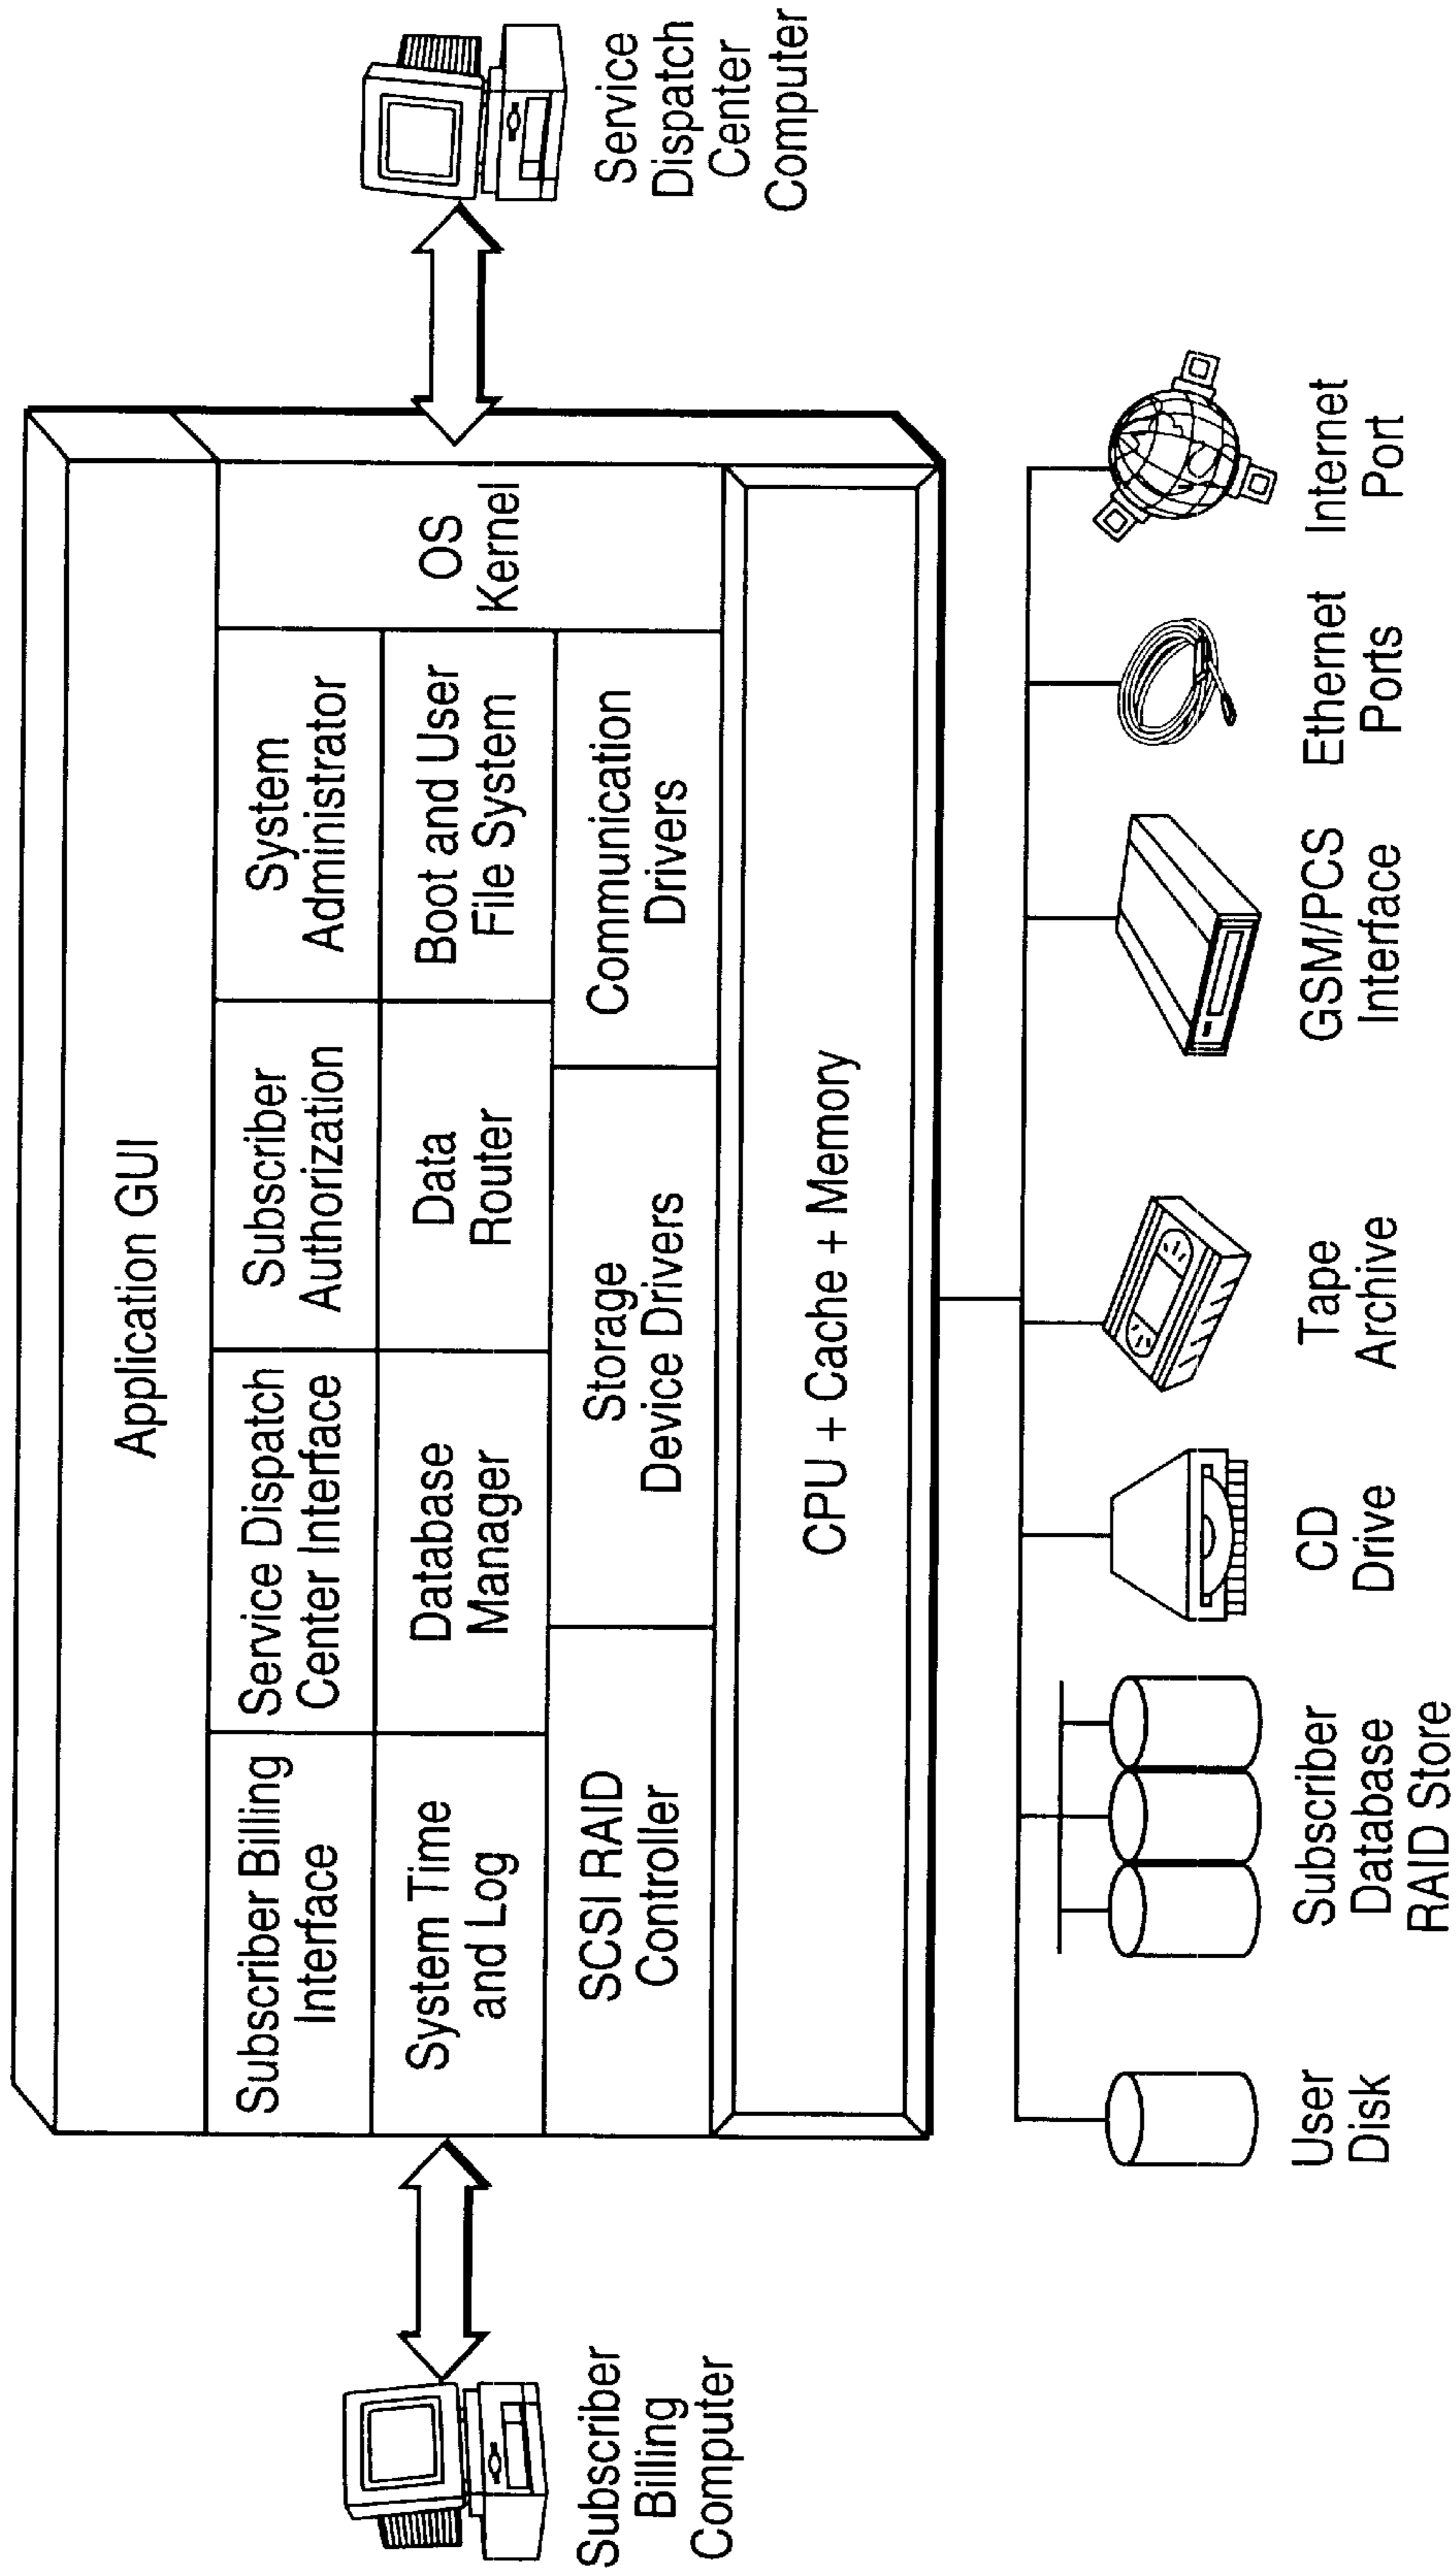 Application GUI
Subscriber Billing
Interface
Service Dispatch
Center Interface
Subscriber
Authorization
System
Administrator
OS
Kernel
System Time
and Log
Database
Manager
Data
Router
Boot and User
File System
SCSI RAID
Controller
Storage
Device Drivers
Communication
Drivers
CPU + Cache + Memory
Subscriber
Billing
Computer
Service
Dispatch
Center
Computer
User
Disk
Subscriber
Database
RAID Store
CD
Drive
Tape
Archive
GSM/PCS
Interface
Ethernet
Ports
Internet
Port